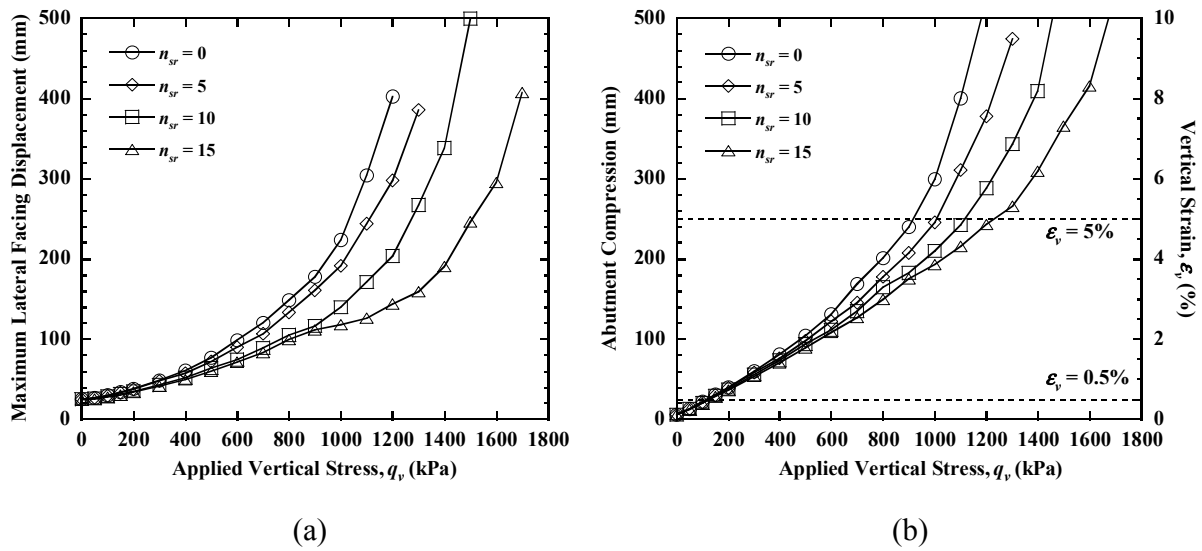 500
400
300
200
100
0
Maximum Lateral Facing Displacement (mm)
n_sr = 0
n_sr = 5
n_sr = 10
n_sr = 15
0 200 400 600 800 1000 1200 1400 1600 1800
Applied Vertical Stress, q_v (kPa)
(a)
500
400
300
200
100
0
Abutment Compression (mm)
n_sr = 0
n_sr = 5
n_sr = 10
n_sr = 15
ε_v = 5%
ε_v = 0.5%
10
8
6
4
2
0
Vertical Strain, ε_v (%)
0 200 400 600 800 1000 1200 1400 1600 1800
Applied Vertical Stress, q_v (kPa)
(b)